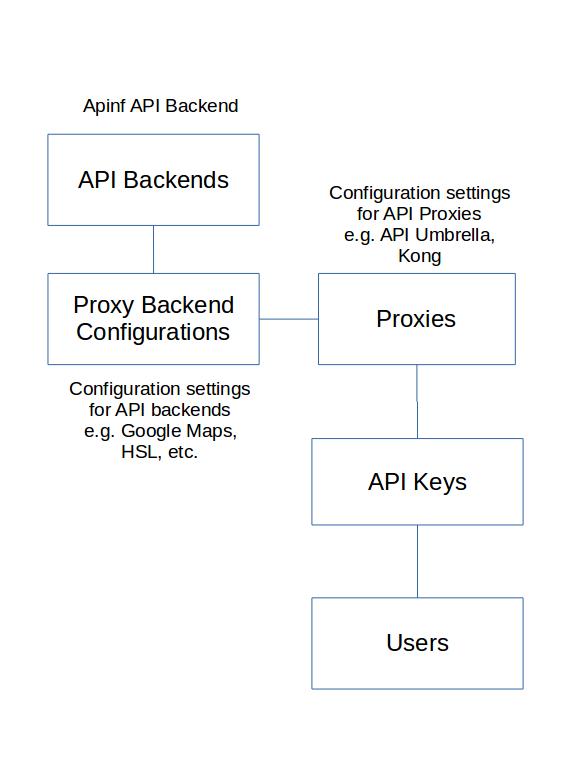 Apinf API Backend
API Backends
Configuration settings
for API Proxies
e.g. API Umbrella,
Kong
Proxy Backend
Configurations
Proxies
Configuration settings
for API backends
e.g. Google Maps,
HSL, etc.
API Keys
Users